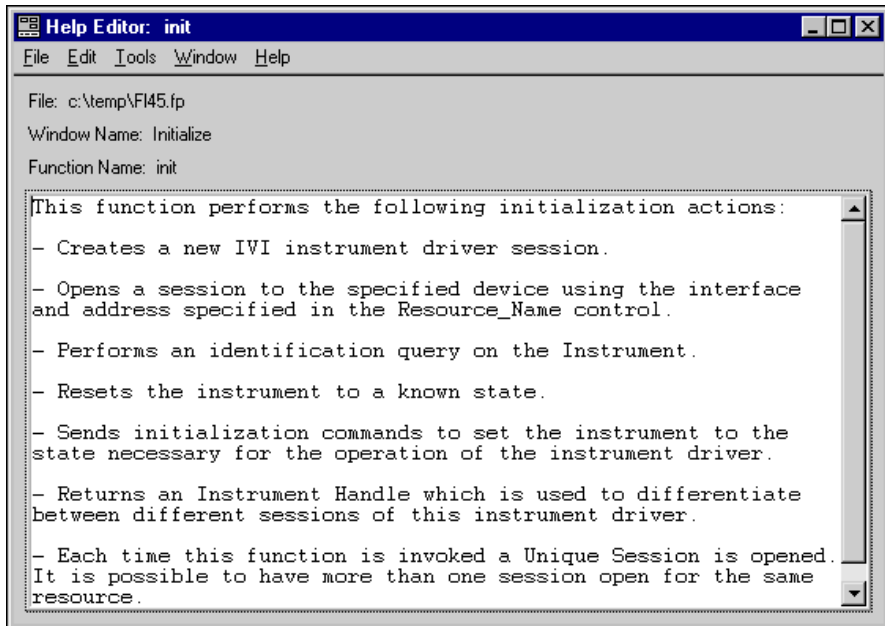 Help Editor: init
File Edit Tools Window Help
File: c:\temp\Fl45.fp
Window Name: Initialize
Function Name: init
This function performs the following initialization actions:
– Creates a new IVI instrument driver session.
– Opens a session to the specified device using the interface
and address specified in the Resource_Name control.
– Performs an identification query on the Instrument.
– Resets the instrument to a known state.
– Sends initialization commands to set the instrument to the
state necessary for the operation of the instrument driver.
– Returns an Instrument Handle which is used to differentiate
between different sessions of this instrument driver.
– Each time this function is invoked a Unique Session is opened.
It is possible to have more than one session open for the same
resource.